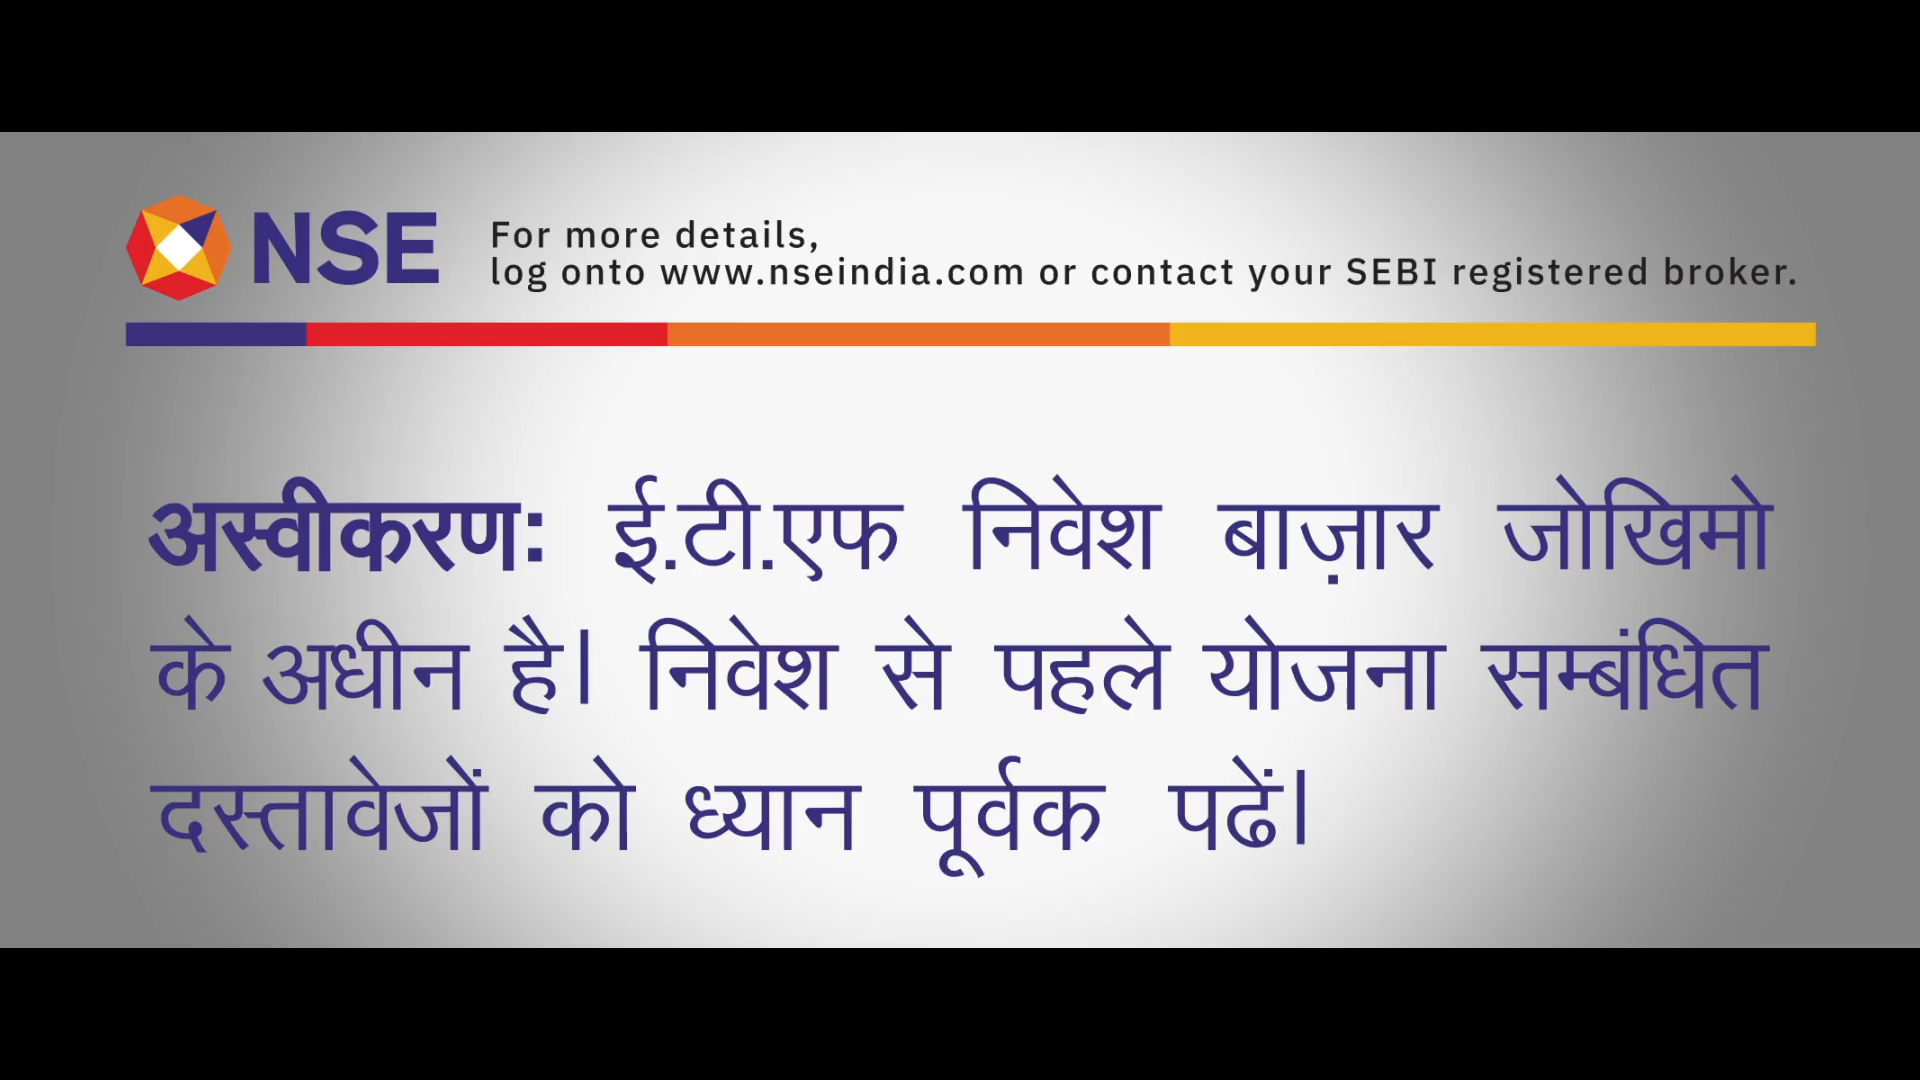 NSE
For more details,
log onto www.nseindia.com or contact your SEBI registered broker.
अस्वीकरण: ई.टी.एफ निवेश बाज़ार जोखिमो
के अधीन है। निवेश से पहले योजना सम्बंधित
दस्तावेजों को ध्यान पूर्वक पढें।